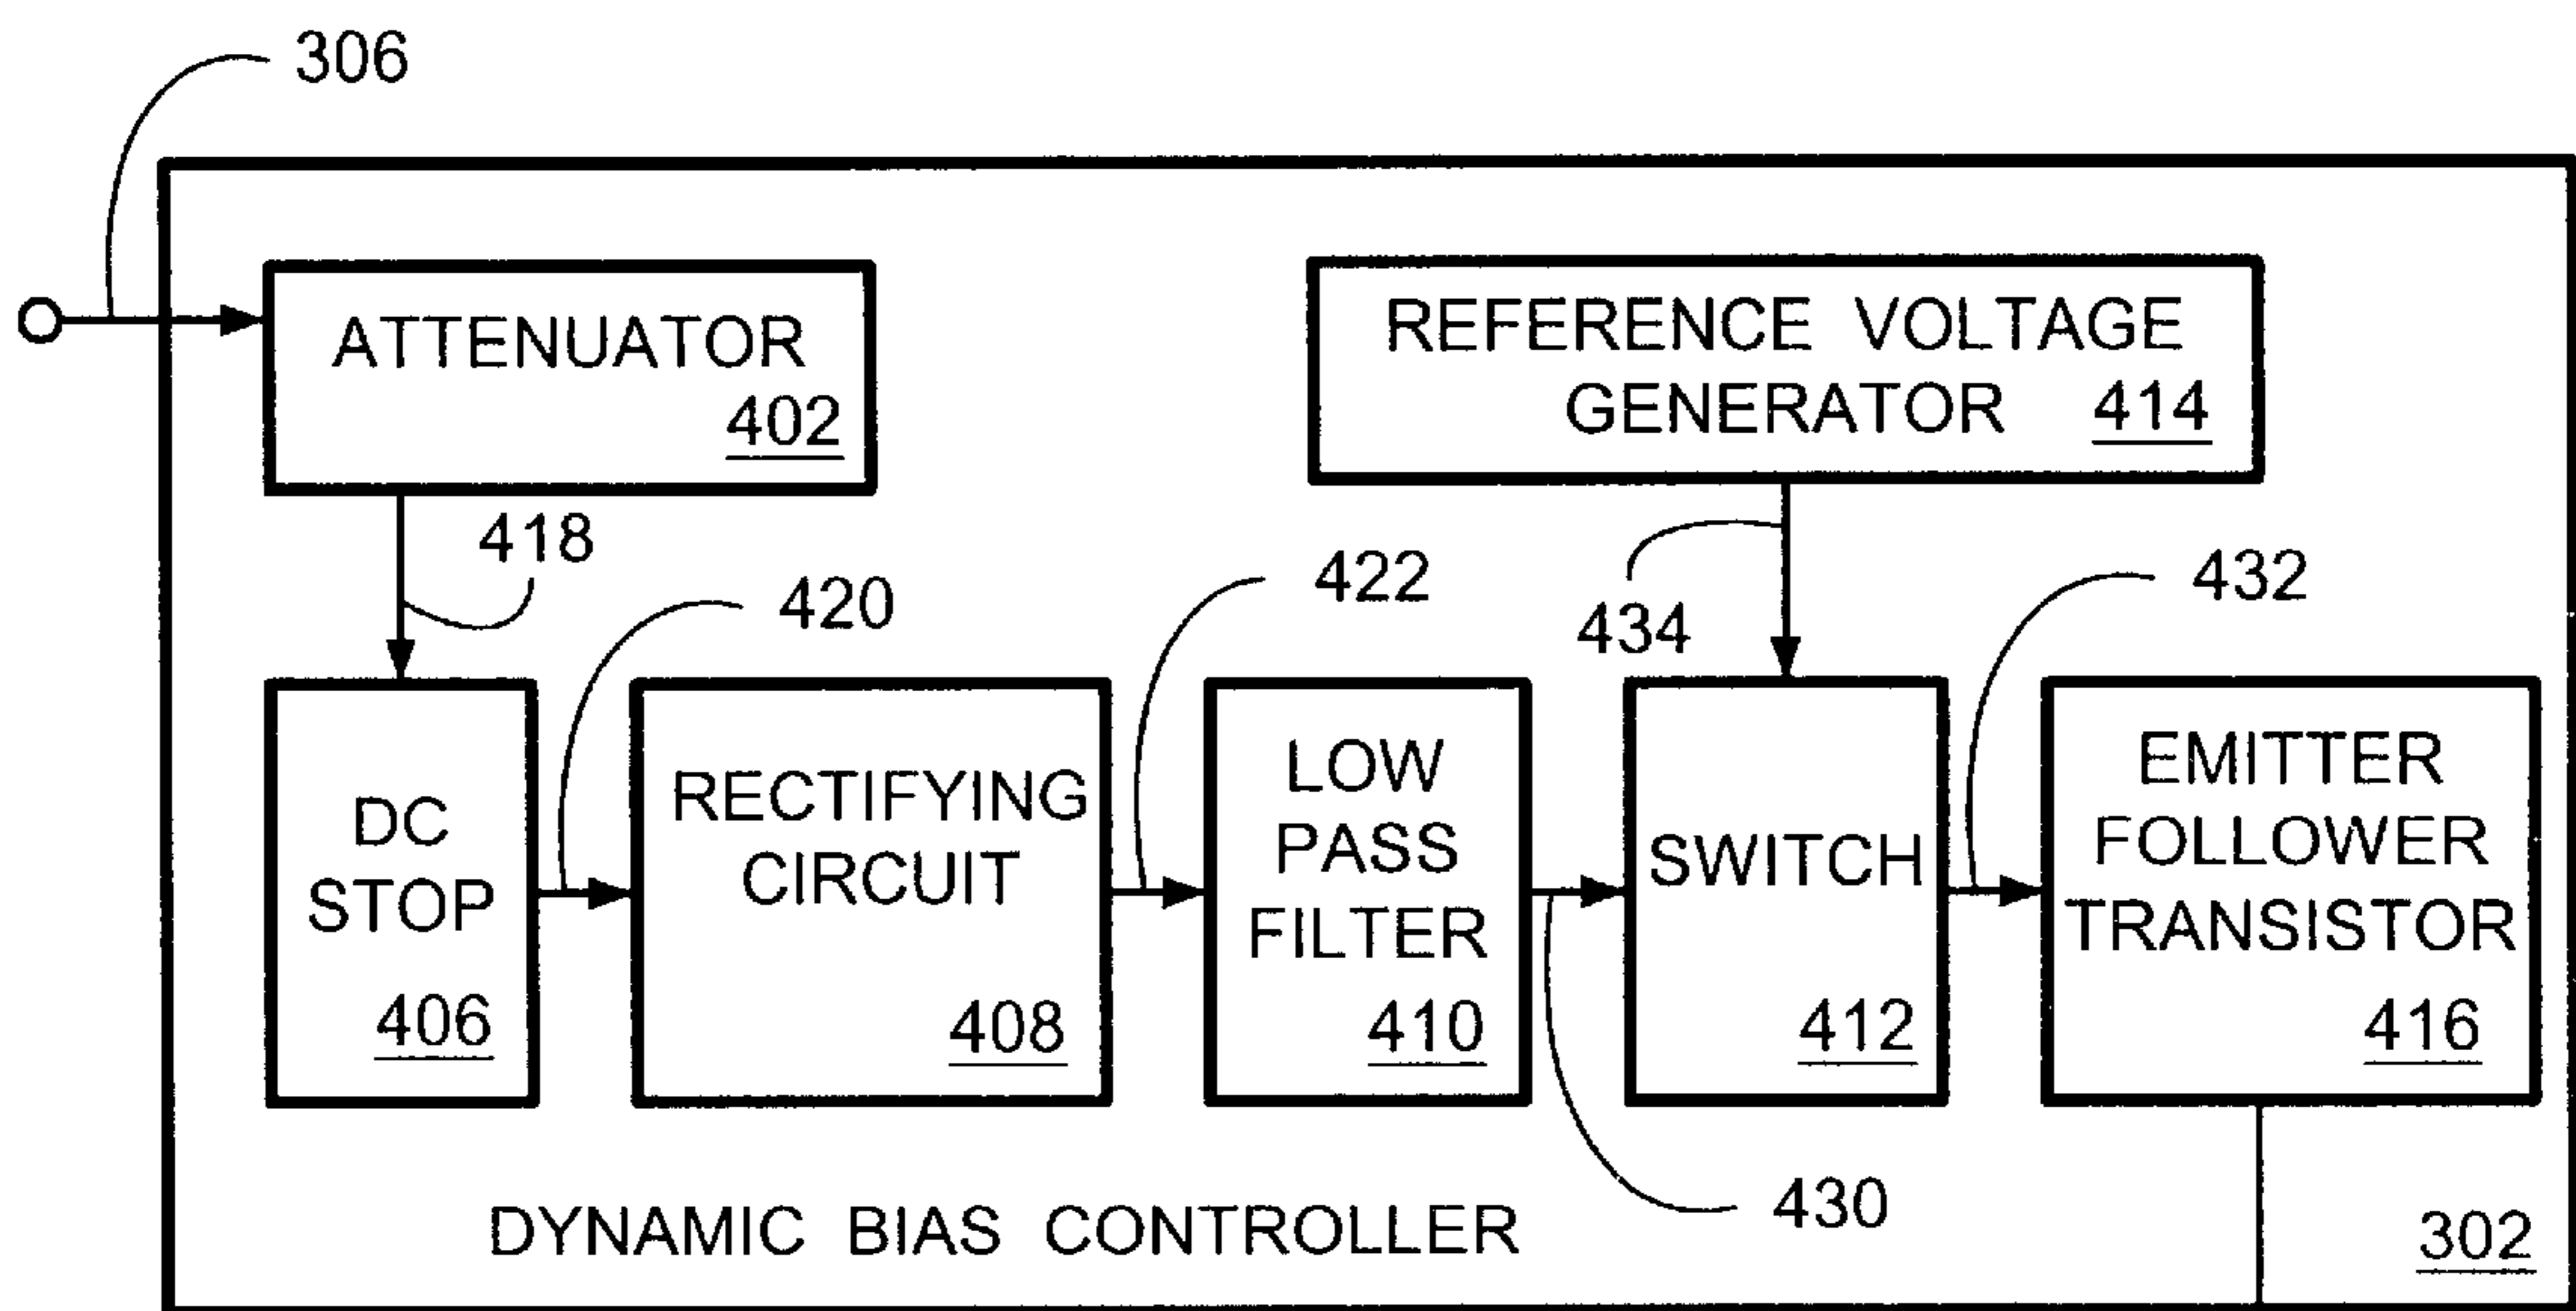 306
ATTENUATOR
402
REFERENCE VOLTAGE
GENERATOR 414
418
420
422
434
432
DC
STOP
406
RECTIFYING
CIRCUIT
408
LOW
PASS
FILTER
410
SWITCH
412
EMITTER
FOLLOWER
TRANSISTOR
416
430
DYNAMIC BIAS CONTROLLER
302